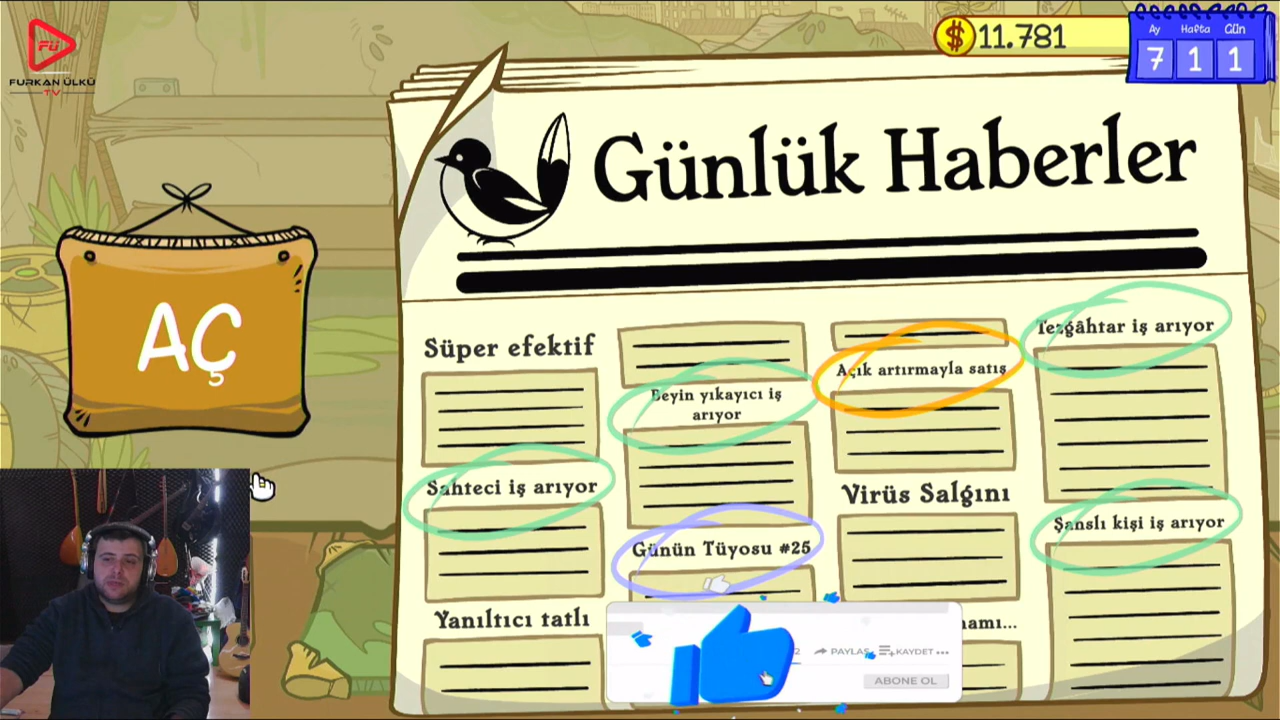 FU
FURKAN ÜLKÜ
TV
$ 11.781
Ay Hafta Gün
7 1 1
Günlük Haberler
AÇ
Süper efektif
Sahteci iş arıyor
Yanıltıcı tatlı
Beyin yıkayıcı iş
arıyor
Günün Tüyosu #25
Açık artırmayla satış
Virüs Salgını
Tezgâhtar iş arıyor
Şanslı kişi iş arıyor
PAYLAŞ KAYDET
ABONE OL